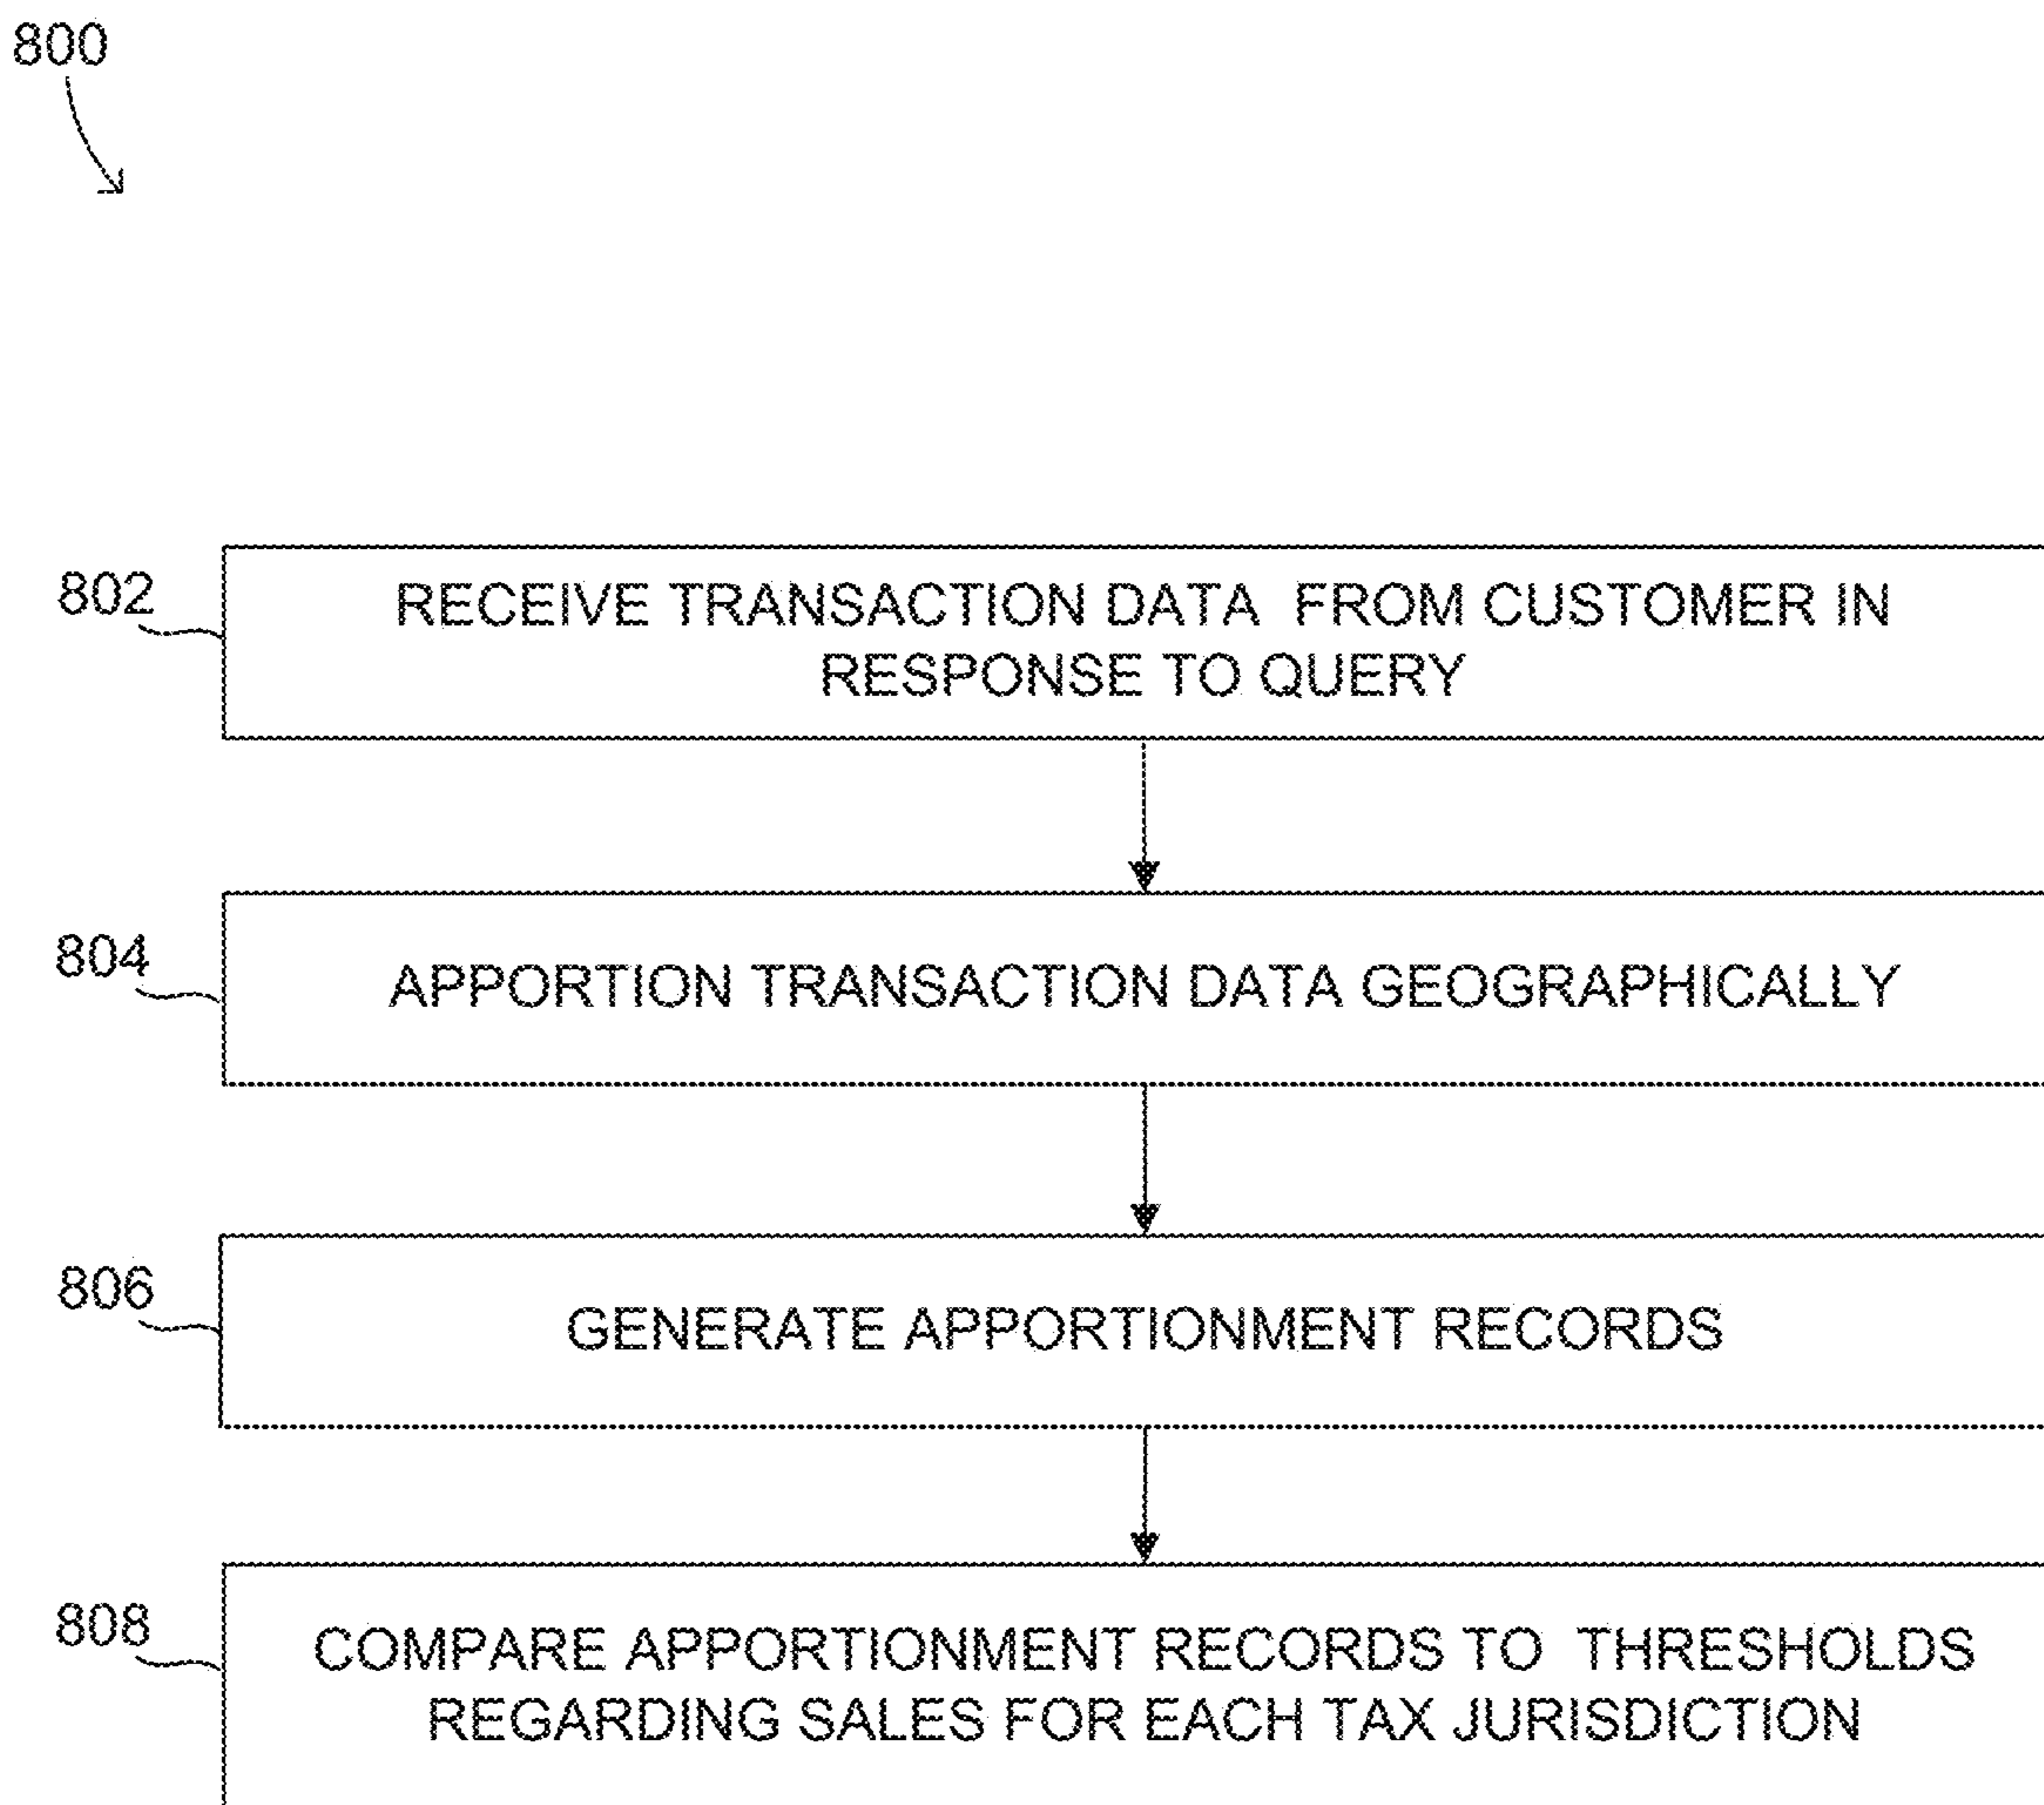 800
802
RECEIVE TRANSACTION DATA FROM CUSTOMER IN
RESPONSE TO QUERY
804
APPORTION TRANSACTION DATA GEOGRAPHICALLY
806
GENERATE APPORTIONMENT RECORDS
808
COMPARE APPORTIONMENT RECORDS TO THRESHOLDS
REGARDING SALES FOR EACH TAX JURISDICTION